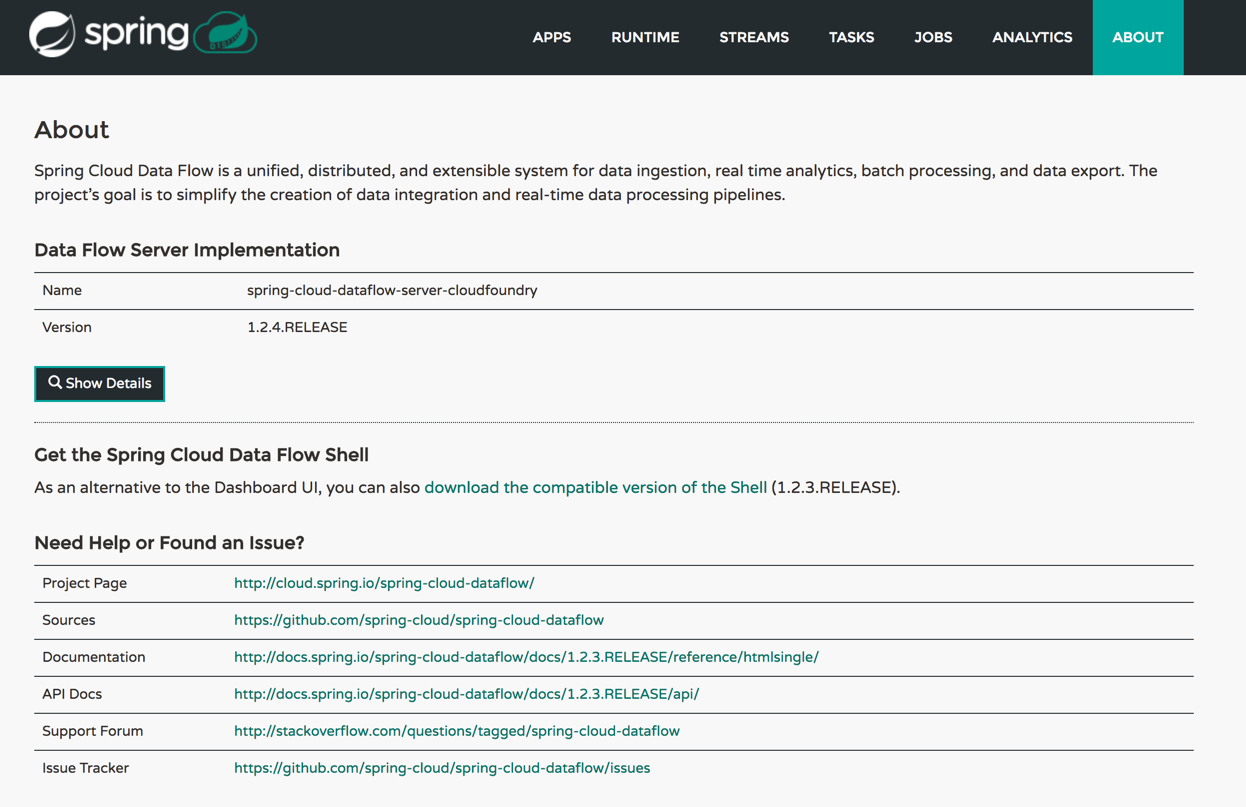 spring
APPS RUNTIME STREAMS TASKS JOBS ANALYTICS ABOUT
About
Spring Cloud Data Flow is a unified, distributed, and extensible system for data ingestion, real time analytics, batch processing, and data export. The
project’s goal is to simplify the creation of data integration and real-time data processing pipelines.
Data Flow Server Implementation
Name spring-cloud-dataflow-server-cloudfoundry
Version 1.2.4.RELEASE
Show Details
Get the Spring Cloud Data Flow Shell
As an alternative to the Dashboard UI, you can also download the compatible version of the Shell (1.2.3.RELEASE).
Need Help or Found an Issue?
Project Page http://cloud.spring.io/spring-cloud-dataflow/
Sources https://github.com/spring-cloud/spring-cloud-dataflow
Documentation http://docs.spring.io/spring-cloud-dataflow/docs/1.2.3.RELEASE/reference/htmlsingle/
API Docs http://docs.spring.io/spring-cloud-dataflow/docs/1.2.3.RELEASE/api/
Support Forum http://stackoverflow.com/questions/tagged/spring-cloud-dataflow
Issue Tracker https://github.com/spring-cloud/spring-cloud-dataflow/issues